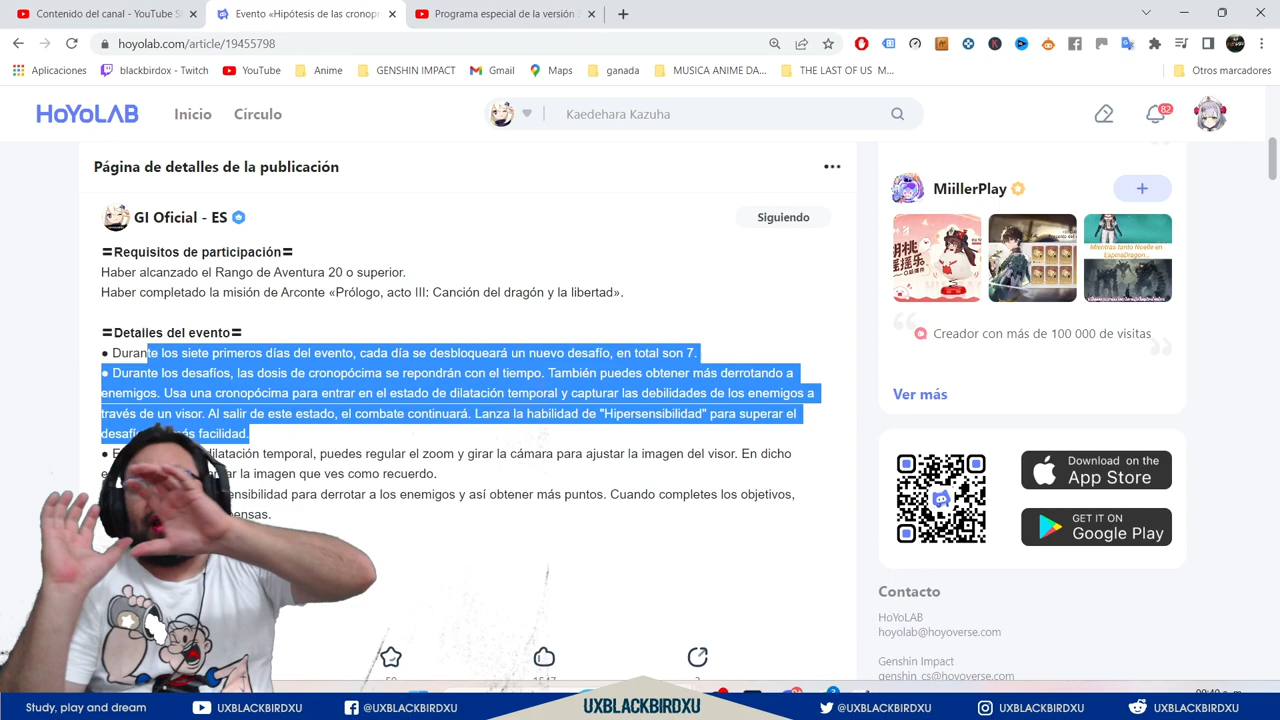 Contenido del canal - YouTube S
Evento «Hipótesis de las cronopr
Programa especial de la versión
hoyolab.com/article/19455798
Aplicaciones
blackbirdox - Twitch
YouTube
Anime
GENSHIN IMPACT
Gmail
Maps
ganada
MUSICA ANIME DA...
THE LAST OF US M...
Otros marcadores
HoYoLAB
Inicio
Círculo
Kaedehara Kazuha
82
Página de detalles de la publicación
GI Oficial - ES
Siguiendo
〓Requisitos de participación〓
Haber alcanzado el Rango de Aventura 20 o superior.
Haber completado la misión de Arconte «Prólogo, acto III: Canción del dragón y la libertad».
〓Detalles del evento〓
● Durante los siete primeros días del evento, cada día se desbloqueará un nuevo desafío, en total son 7.
● Durante los desafíos, las dosis de cronopócima se repondrán con el tiempo. También puedes obtener más derrotando a
enemigos. Usa una cronopócima para entrar en el estado de dilatación temporal y capturar las debilidades de los enemigos a
través de un visor. Al salir de este estado, el combate continuará. Lanza la habilidad de "Hipersensibilidad" para superar el
facilidad.
dilatación temporal, puedes regular el zoom y girar la cámara para ajustar la imagen del visor. En dicho
la imagen que ves como recuerdo.
para derrotar a los enemigos y así obtener más puntos. Cuando completes los objetivos,
MiillerPlay
Mientras tanto Noelle en
EspinaDragon...
Creador con más de 100 000 de visitas
Ver más
Download on the
App Store
GET IT ON
Google Play
Contacto
HoYoLAB
hoyolab@hoyoverse.com
Genshin Impact
genshin_cs@hoyoverse.com
Study, play and dream
UXBLACKBIRDXU
@UXBLACKBIRDXU
UXBLACKBIRDXU
@UXBLACKBIRDXU
UXBLACKBIRDXU
UXBLACKBIRDXU